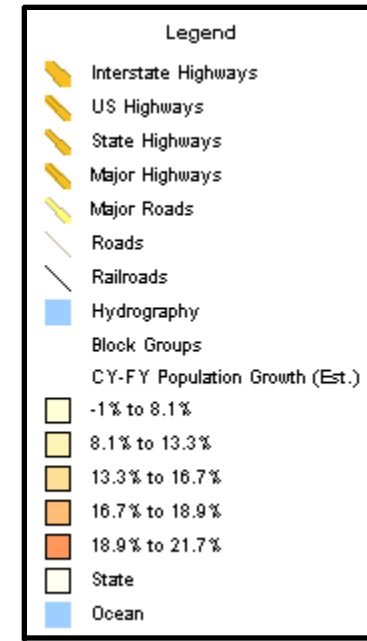 Legend
Interstate Highways
US Highways
State Highways
Major Highways
Major Roads
Roads
Railroads
Hydrography
Block Groups
CY-FY Population Growth (Est.)
-1% to 8.1%
8.1% to 13.3%
13.3% to 16.7%
16.7% to 18.9%
18.9% to 21.7%
State
Ocean